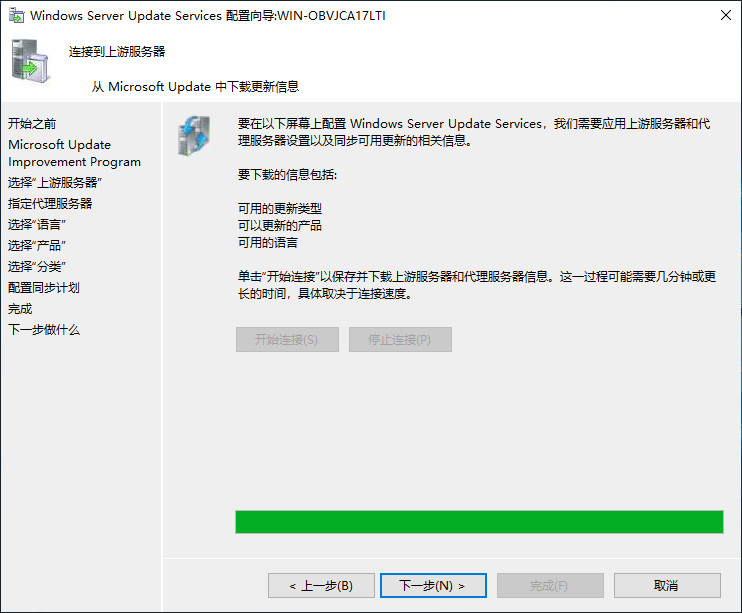 Windows Server Update Services 配置向导:WIN-OBVJCA17LTI
连接到上游服务器
从 Microsoft Update 中下载更新信息
开始之前
Microsoft Update
Improvement Program
选择“上游服务器”
指定代理服务器
选择“语言”
选择“产品”
选择“分类”
配置同步计划
完成
下一步做什么
要在以下屏幕上配置 Windows Server Update Services，我们需要应用上游服务器和代
理服务器设置以及同步可用更新的相关信息。
要下载的信息包括:
可用的更新类型
可以更新的产品
可用的语言
单击“开始连接”以保存并下载上游服务器和代理服务器信息。这一过程可能需要几分钟或更
长的时间，具体取决于连接速度。
开始连接(S) 停止连接(P)
< 上一步(B) 下一步(N) > 完成(F) 取消